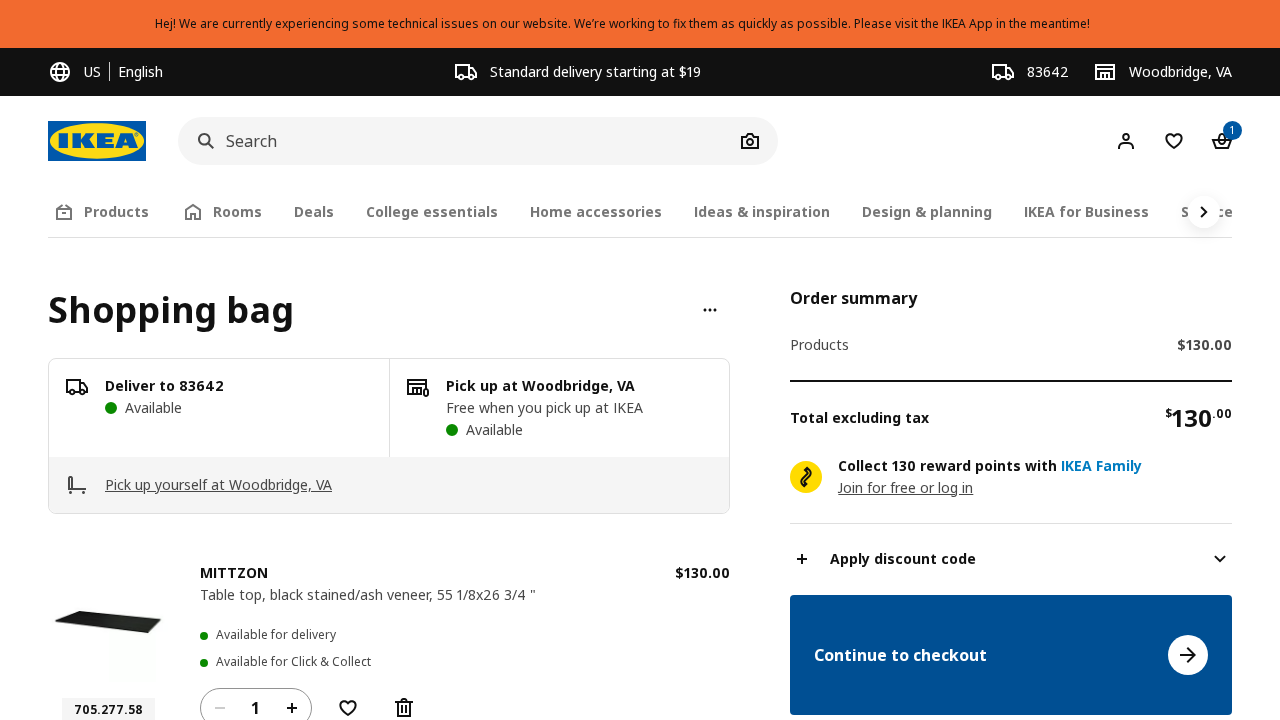 Hej! We are currently experiencing some technical issues on our website. We’re working to fix them as quickly as possible. Please visit the IKEA App in the meantime!
US | English
Standard delivery starting at $19
83642
Woodbridge, VA
IKEA
Search
1
Products
Rooms
Deals
College essentials
Home accessories
Ideas & inspiration
Design & planning
IKEA for Business
Shopping bag
Deliver to 83642
Available
Pick up at Woodbridge, VA
Free when you pick up at IKEA
Available
Pick up yourself at Woodbridge, VA
MITTZON
$130.00
Table top, black stained/ash veneer, 55 1/8x26 3/4 "
Available for delivery
Available for Click & Collect
705.277.58
1
Order summary
Products
$130.00
Total excluding tax
$130.00
Collect 130 reward points with IKEA Family
Join for free or log in
Apply discount code
Continue to checkout